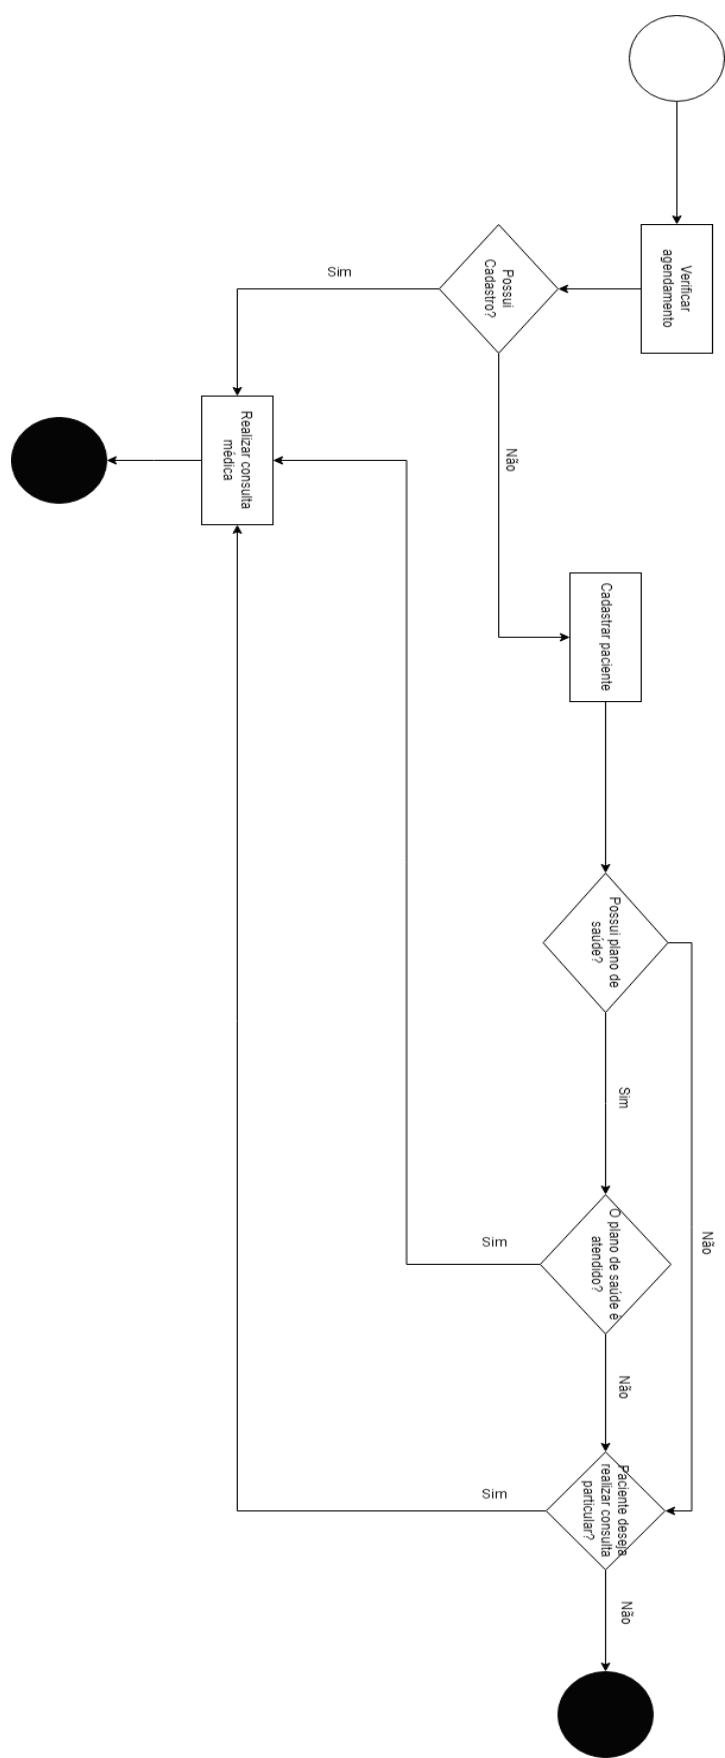 Verificar
agendamento
Possui
Cadastro?
Sim
Não
Realizar consulta
médica
Cadastrar paciente
Possui plano de
saúde?
Sim
Não
O plano de saúde é
atendido?
Sim
Não
Paciente deseja
realizar consulta
particular?
Sim
Não